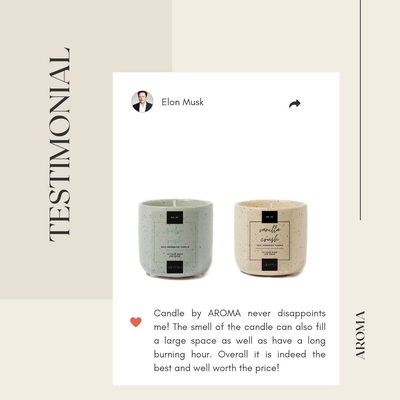 TESTIMONIAL
Elon Musk
vanilla
crush
Candle by AROMA never disappoints
me! The smell of the candle can also fill
a large space as well as have a long
burning hour. Overall it is indeed the
best and well worth the price!
AROMA